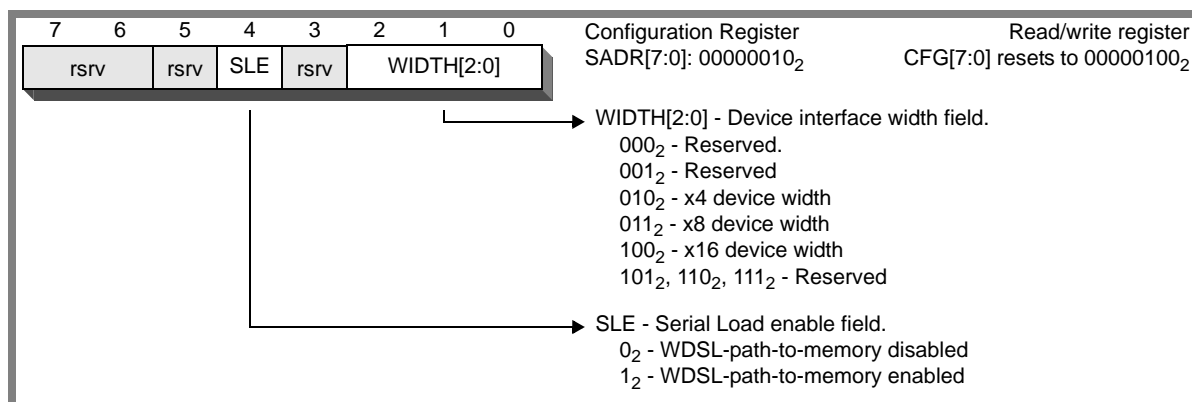 7 6 5 4 3 2 1 0
rsrv rsrv SLE rsrv WIDTH[2:0]
Configuration Register Read/write register
SADR[7:0]: 00000010₂ CFG[7:0] resets to 00000100₂
WIDTH[2:0] - Device interface width field.
000₂ - Reserved.
001₂ - Reserved
010₂ - x4 device width
011₂ - x8 device width
100₂ - x16 device width
101₂, 110₂, 111₂ - Reserved
SLE - Serial Load enable field.
0₂ - WDSL-path-to-memory disabled
1₂ - WDSL-path-to-memory enabled